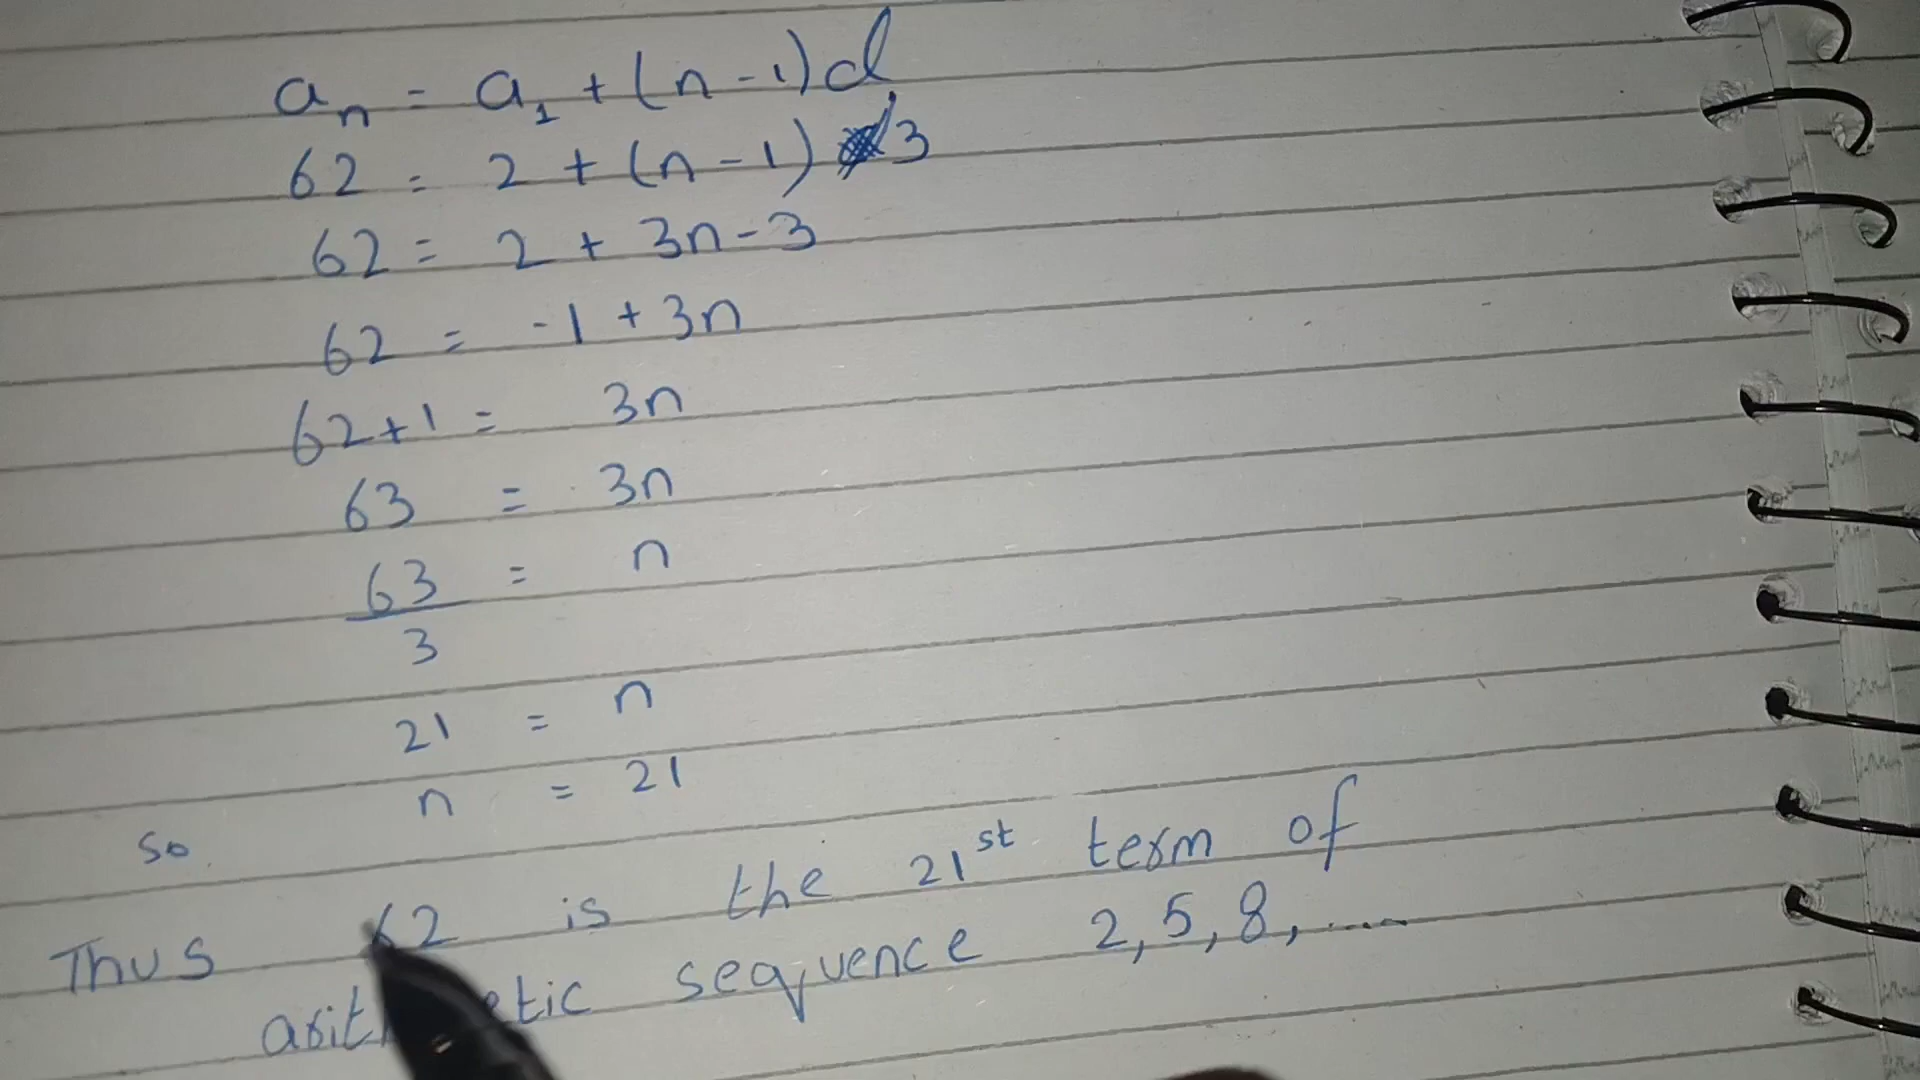 aₙ = a₁ + (n - 1)d
62 = 2 + (n - 1) 3
62 = 2 + 3n - 3
62 = -1 + 3n
62+1 = 3n
63 = 3n
63/3 = n
21 = n
n = 21
so
Thus 62 is the 21st term of
sequence 2, 5, 8, ....